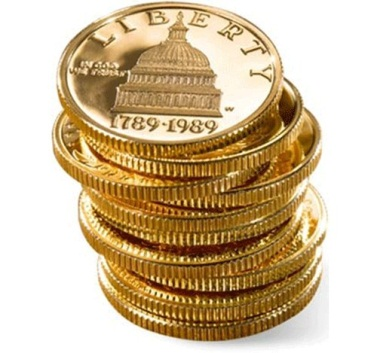 LIBERTY
IN GOD
WE TRUST
W
1789-1989